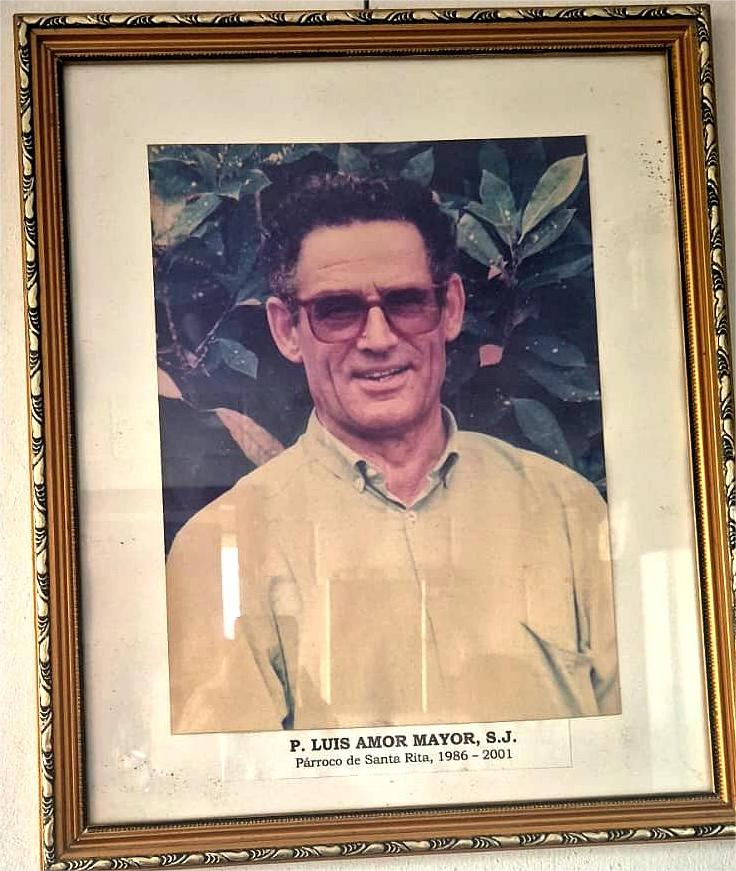 P. LUIS AMOR MAYOR, S.J.
Párroco de Santa Rita, 1986 – 2001